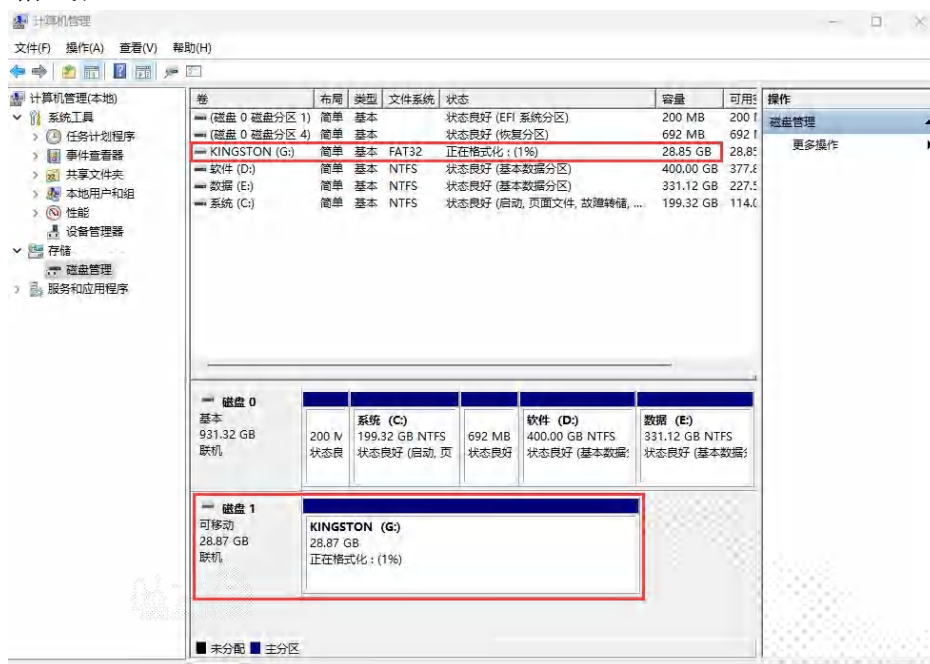 计算机管理
文件(F) 操作(A) 查看(V) 帮助(H)
计算机管理(本地)
系统工具
任务计划程序
事件查看器
共享文件夹
本地用户和组
性能
设备管理器
存储
磁盘管理
服务和应用程序
卷 布局 类型 文件系统 状态 容量
(磁盘 0 磁盘分区 1) 简单 基本 状态良好 (EFI 系统分区) 200 MB 200
(磁盘 0 磁盘分区 4) 简单 基本 状态良好 (恢复分区) 692 MB 692
KINGSTON (G:) 简单 基本 FAT32 正在格式化 : (1%) 28.85 GB 28.8
软件 (D:) 简单 基本 NTFS 状态良好 (基本数据分区) 400.00 GB 377.
数据 (E:) 简单 基本 NTFS 状态良好 (基本数据分区) 331.12 GB 227.
系统 (C:) 简单 基本 NTFS 状态良好 (启动, 页面文件, 故障转储, ... 199.32 GB 114.
操作
磁盘管理
更多操作
磁盘 0
基本
931.32 GB
联机
200 状态良
系统 (C:)
199.32 GB NTFS
状态良好 (启动, 页
692 MB
状态良好
软件 (D:)
400.00 GB NTFS
状态良好 (基本数据
数据 (E:)
331.12 GB NTFS
状态良好 (基本数据
磁盘 1
可移动
28.87 GB
联机
KINGSTON (G:)
28.87 GB
正在格式化 : (1%)
未分配 主分区